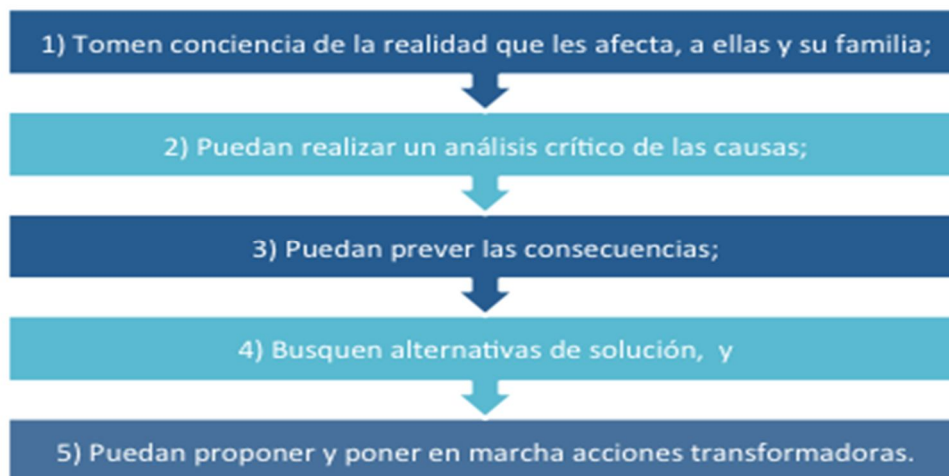 1) Tomen conciencia de la realidad que les afecta, a ellas y su familia;
2) Puedan realizar un análisis crítico de las causas;
3) Puedan prever las consecuencias;
4) Busquen alternativas de solución, y
5) Puedan proponer y poner en marcha acciones transformadoras.